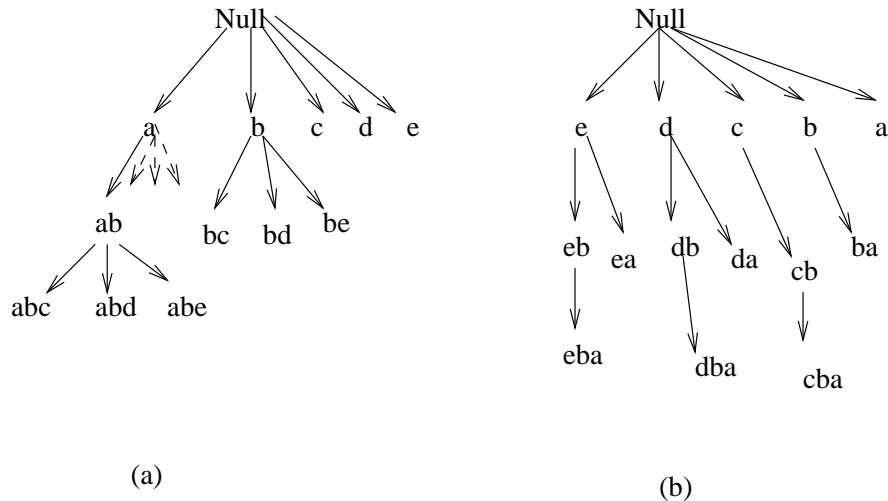 Null
a b c d e
ab bc bd be
abc abd abe
(a)
Null
e d c b a
eb ea db da cb ba
eba dba cba
(b)